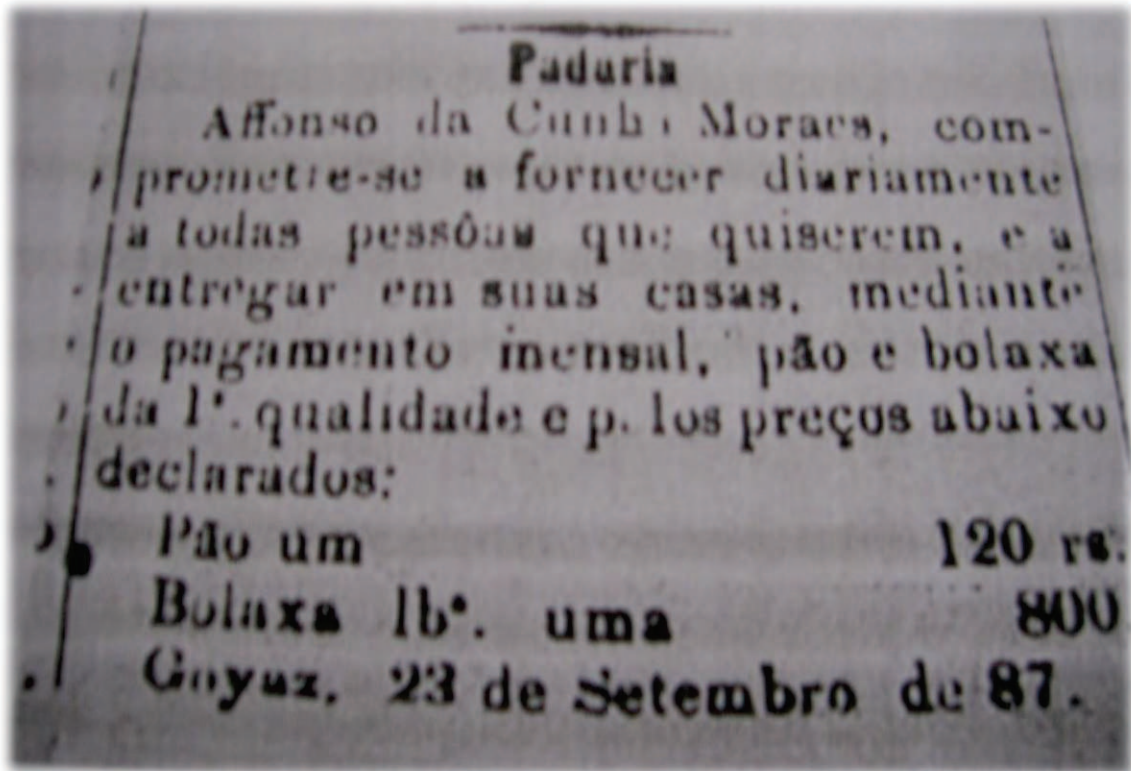 Padaria
Affonso da Cunha Moraes, com-
promette-se a fornecer diariamente
a todas pessôas que quiserem, e a
entregar em suas casas, mediante
o pagamento mensal, pão e bolaxa
da 1ª. qualidade e p. los preços abaixo
declarados:
Pão um 120 rs.
Bolaxa lbª. uma 800
Goyaz, 23 de Setembro de 87.